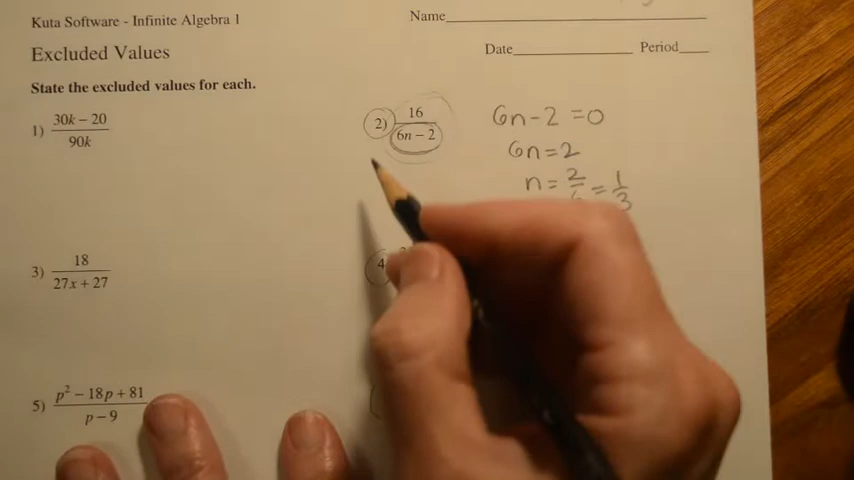 Kuta Software - Infinite Algebra 1
Name
Excluded Values
Date Period
State the excluded values for each.
1) 30k − 20 / 90k
2) 16 / 6n − 2
6n − 2 = 0
6n = 2
n = 2/6 = 1/3
3) 18 / 27x + 27
4
5) p² − 18p + 81 / p − 9